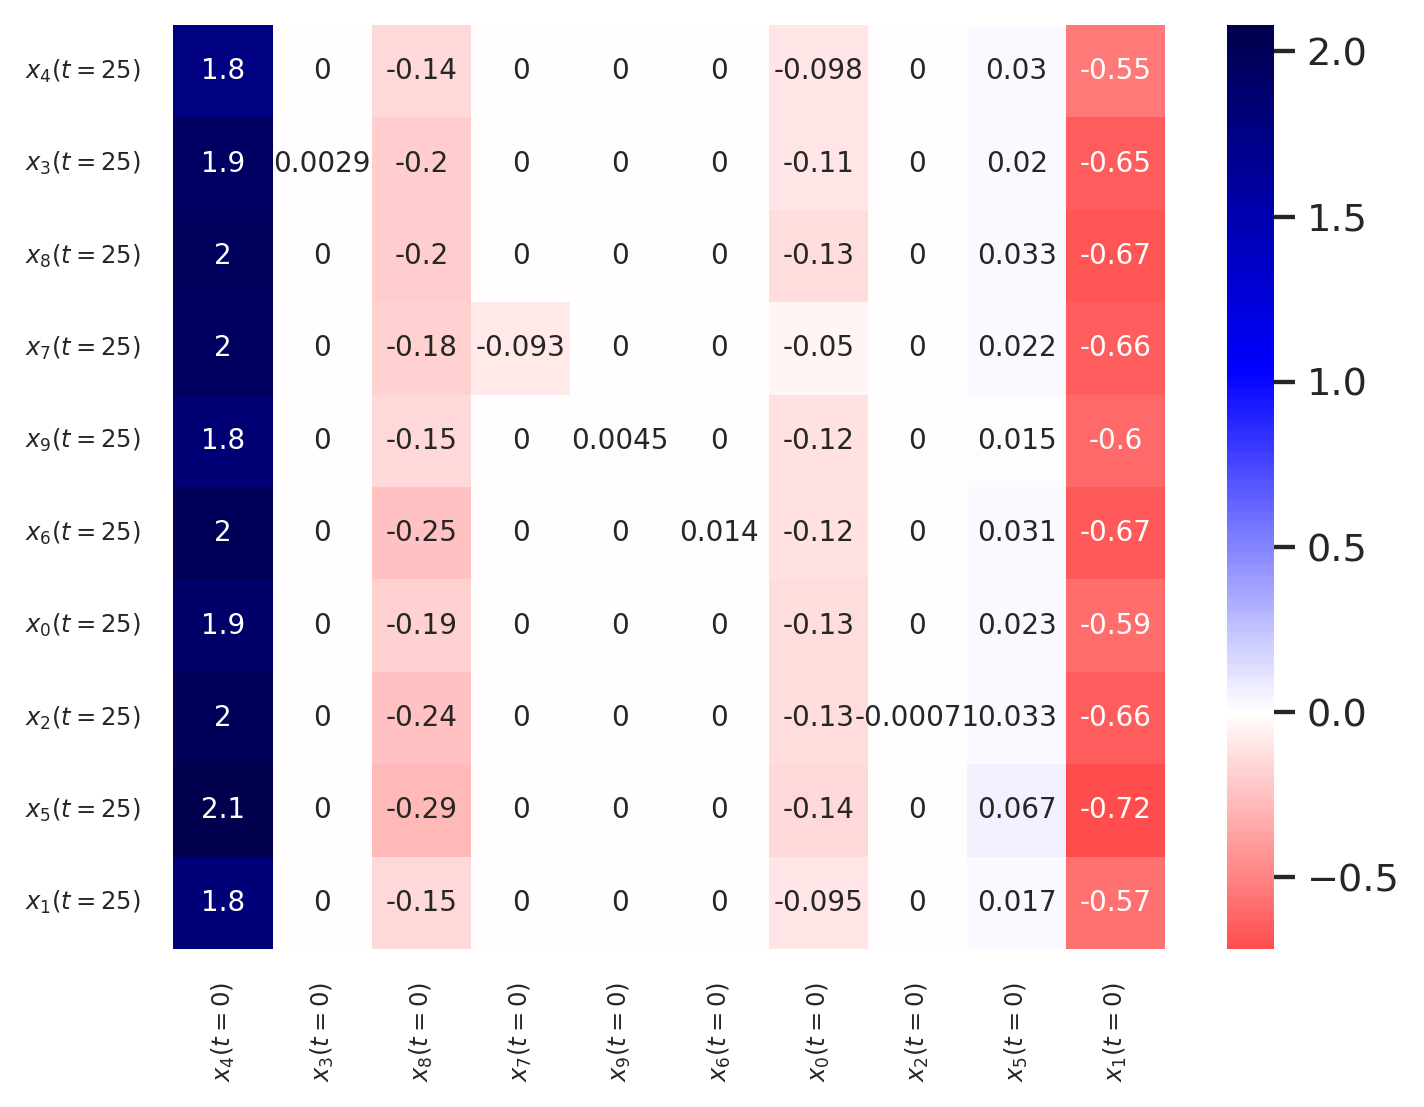 x₄(t = 25) 1.8 0 -0.14 0 0 0 -0.098 0 0.03 -0.55
x₃(t = 25) 1.9 0.0029 -0.2 0 0 0 -0.11 0 0.02 -0.65
x₈(t = 25) 2 0 -0.2 0 0 0 -0.13 0 0.033 -0.67
x₇(t = 25) 2 0 -0.18 -0.093 0 0 -0.05 0 0.022 -0.66
x₉(t = 25) 1.8 0 -0.15 0 0.0045 0 -0.12 0 0.015 -0.6
x₆(t = 25) 2 0 -0.25 0 0 0.014 -0.12 0 0.031 -0.67
x₀(t = 25) 1.9 0 -0.19 0 0 0 -0.13 0 0.023 -0.59
x₂(t = 25) 2 0 -0.24 0 0 0 -0.13 -0.00071 0.033 -0.66
x₅(t = 25) 2.1 0 -0.29 0 0 0 -0.14 0 0.067 -0.72
x₁(t = 25) 1.8 0 -0.15 0 0 0 -0.095 0 0.017 -0.57
x₄(t = 0) x₃(t = 0) x₈(t = 0) x₇(t = 0) x₉(t = 0) x₆(t = 0) x₀(t = 0) x₂(t = 0) x₅(t = 0) x₁(t = 0)
2.0
1.5
1.0
0.5
0.0
−0.5